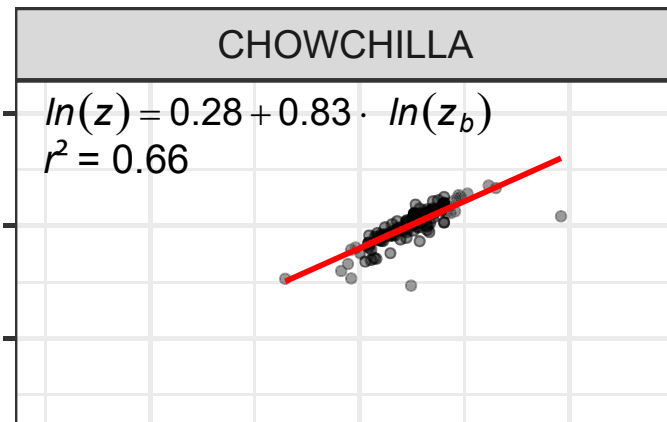 CHOWCHILLA
ln(z) = 0.28 + 0.83 · ln(z_b)
r² = 0.66